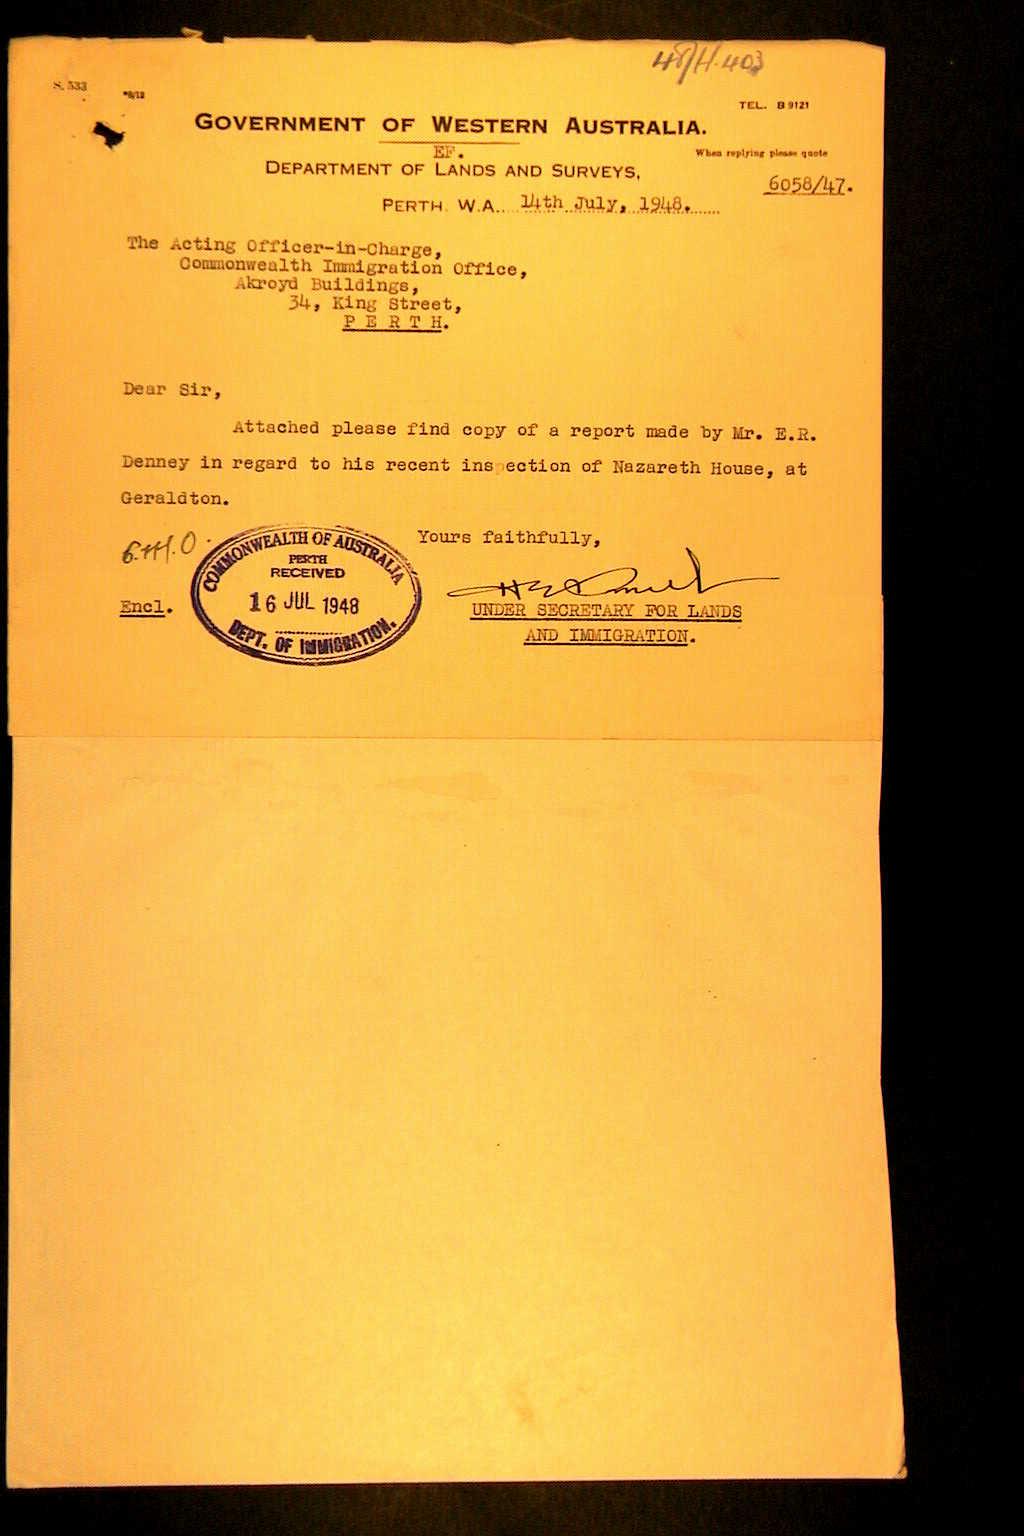 48/H.403
S. 533
TEL. B 9121
GOVERNMENT OF WESTERN AUSTRALIA.
EF.
When replying please quote
DEPARTMENT OF LANDS AND SURVEYS,
6058/47.
PERTH. W.A. 14th July, 1948.
The Acting Officer-in-Charge,
Commonwealth Immigration Office,
Akroyd Buildings,
34, King Street,
P E R T H.
Dear Sir,
Attached please find copy of a report made by Mr. E.R.
Denney in regard to his recent inspection of Nazareth House, at
Geraldton.
Yours faithfully,
COMMONWEALTH OF AUSTRALIA
PERTH
RECEIVED
16 JUL 1948
DEPT. OF IMMIGRATION.
Encl.
UNDER SECRETARY FOR LANDS
AND IMMIGRATION.